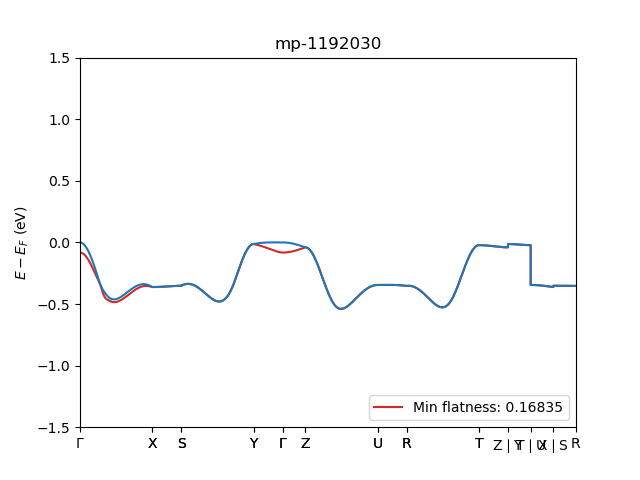 mp-1192030
E − E_F (eV)
1.5
1.0
0.5
0.0
−0.5
−1.0
−1.5
Min flatness: 0.16835
Γ X S Y Γ Z U R T Z|Y T|U X|S R